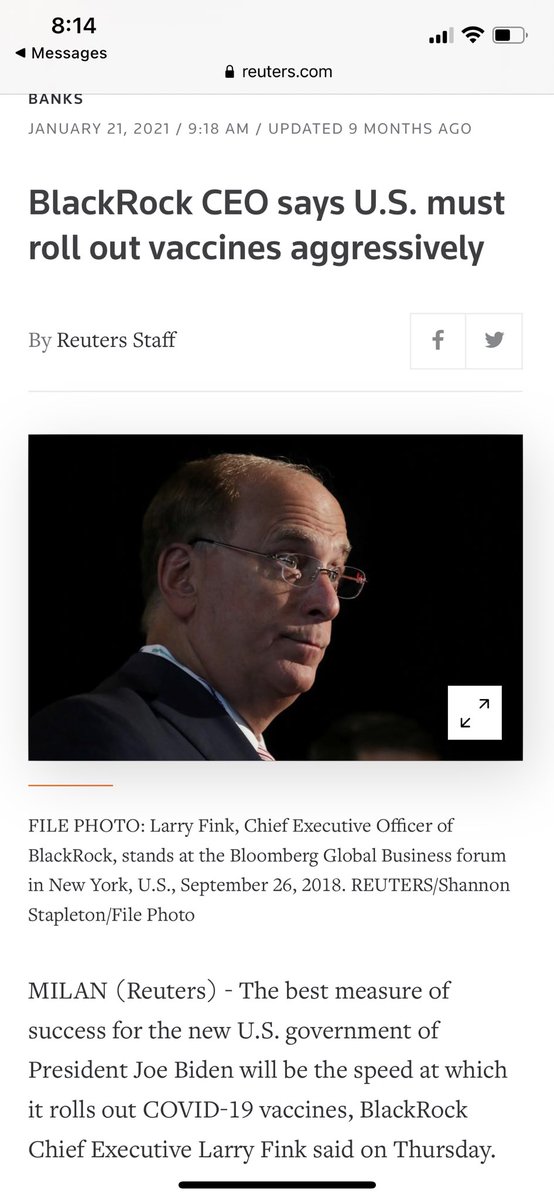 8:14
◀ Messages
reuters.com
BANKS
JANUARY 21, 2021 / 9:18 AM / UPDATED 9 MONTHS AGO
BlackRock CEO says U.S. must
roll out vaccines aggressively
By Reuters Staff
FILE PHOTO: Larry Fink, Chief Executive Officer of
BlackRock, stands at the Bloomberg Global Business forum
in New York, U.S., September 26, 2018. REUTERS/Shannon
Stapleton/File Photo
MILAN (Reuters) - The best measure of
success for the new U.S. government of
President Joe Biden will be the speed at which
it rolls out COVID-19 vaccines, BlackRock
Chief Executive Larry Fink said on Thursday.